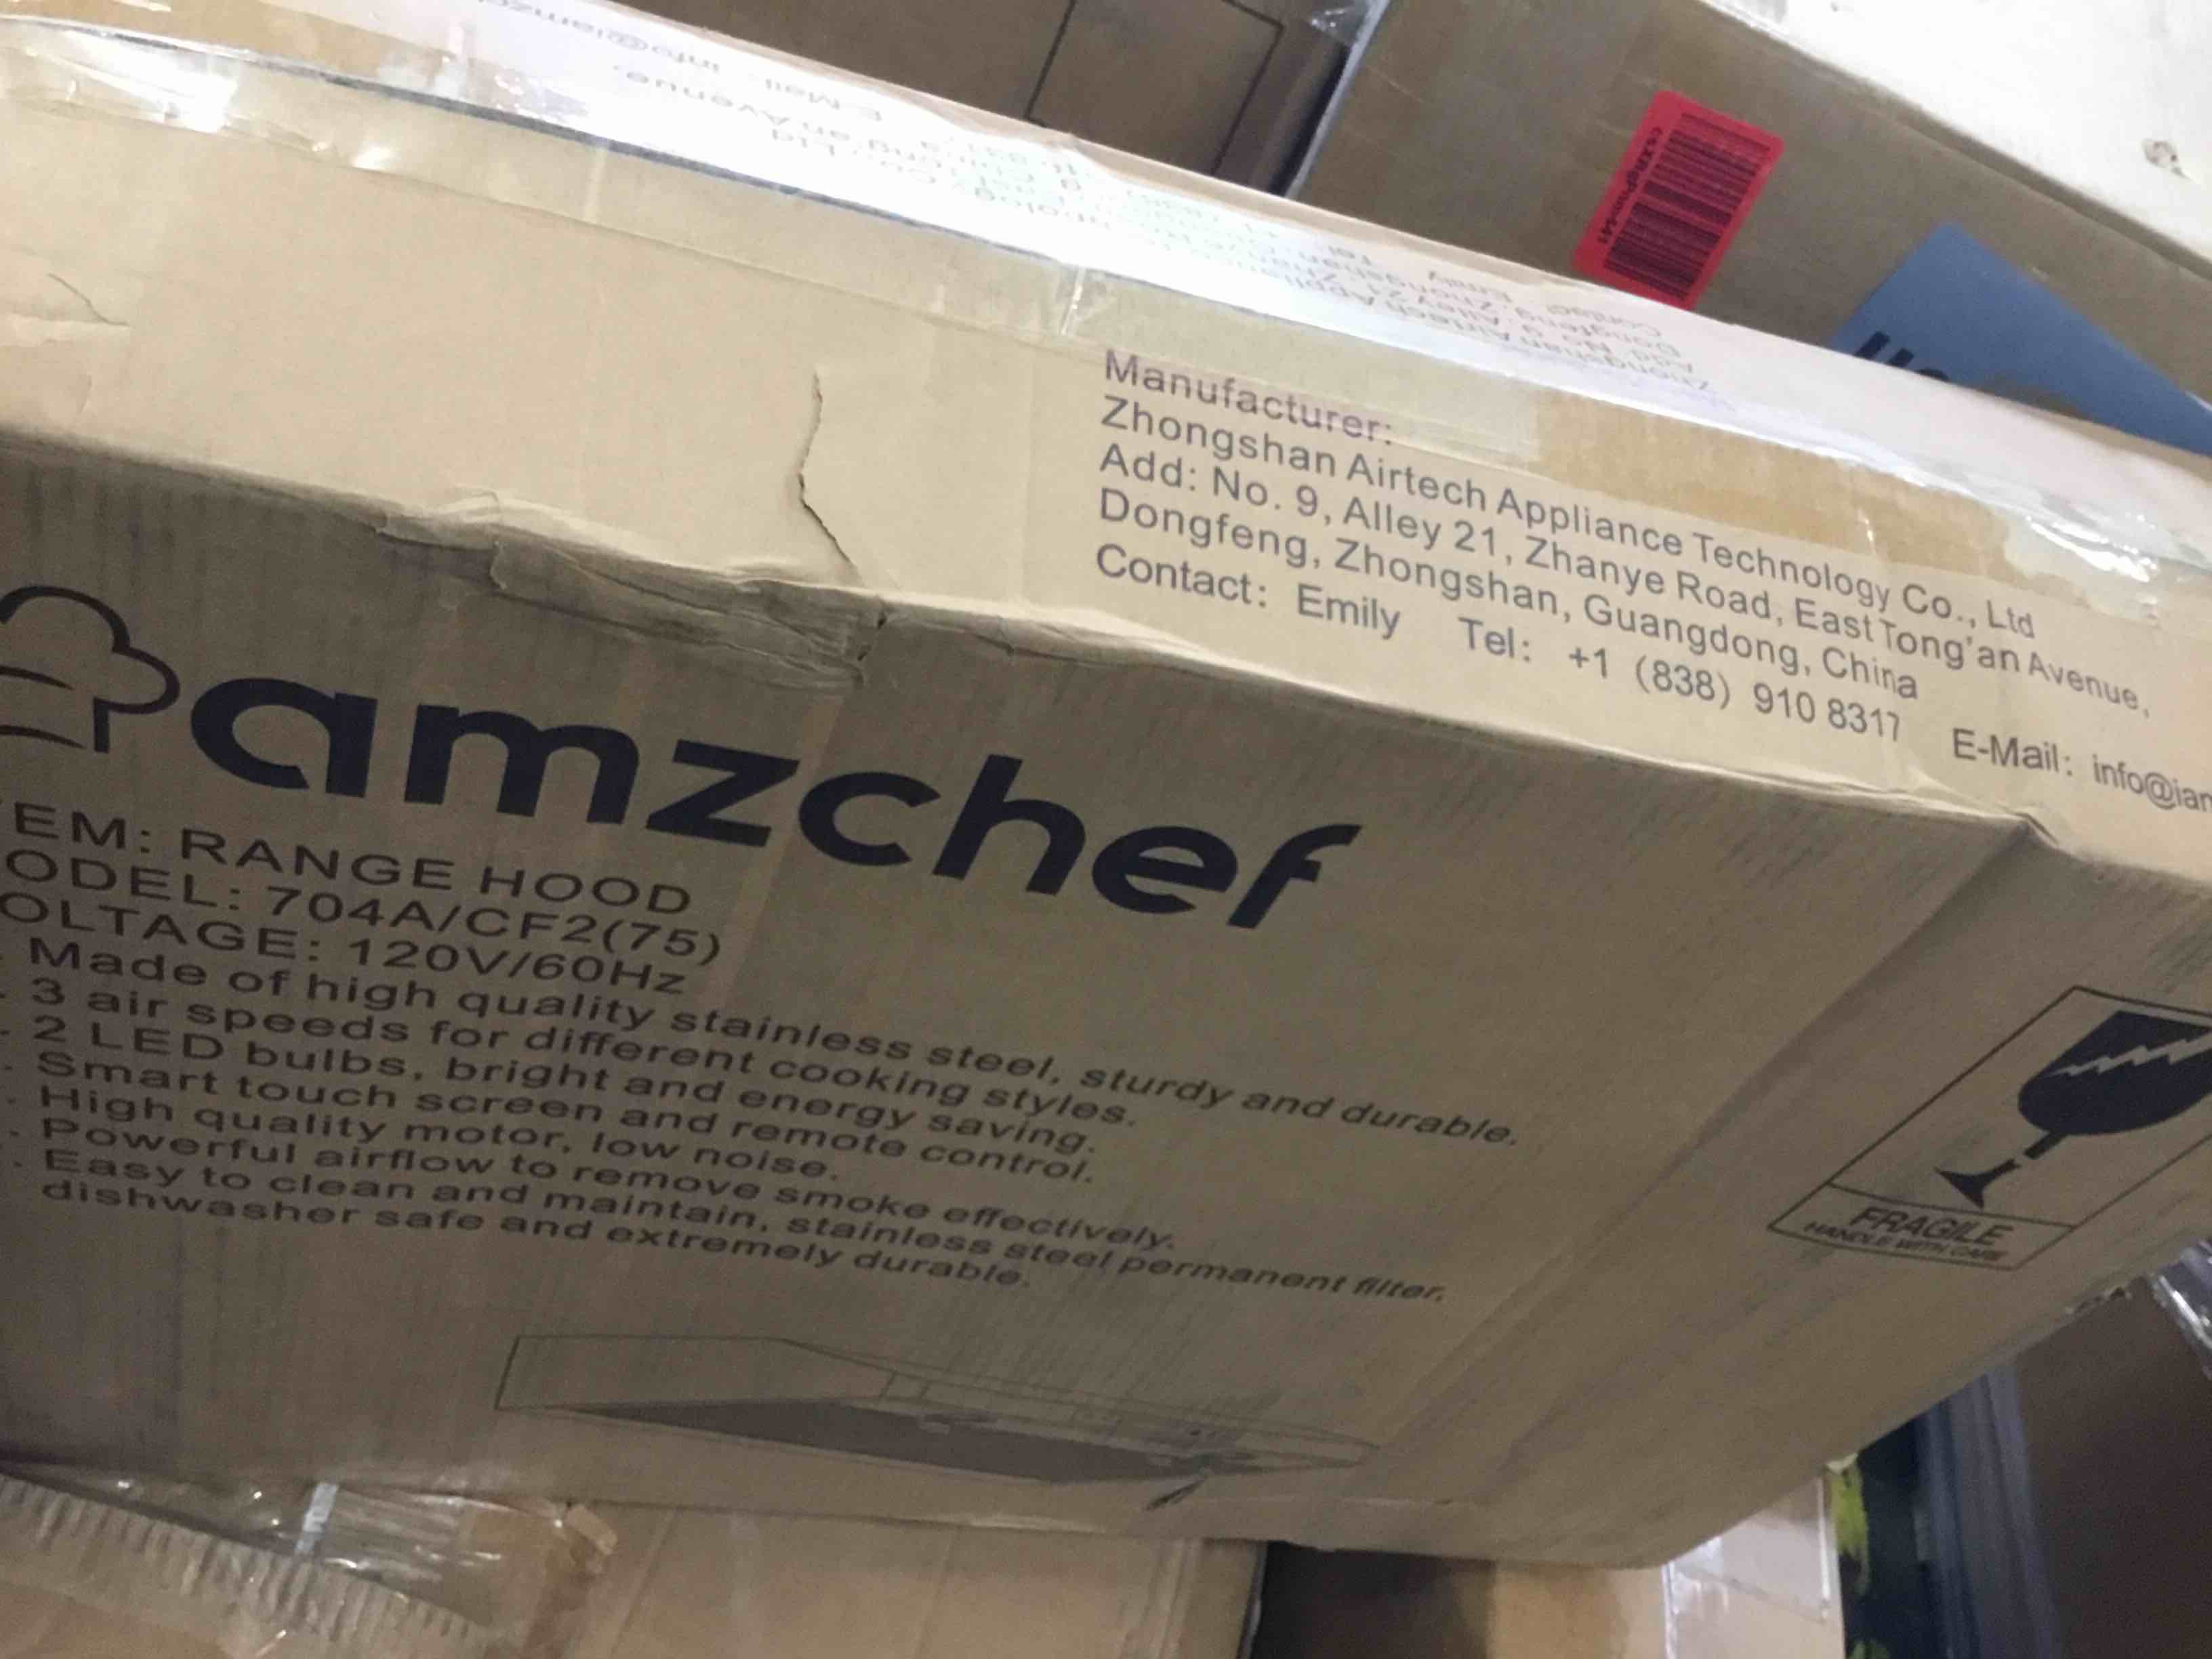 Manufacturer:
Zhongshan Airtech Appliance Technology Co., Ltd
Add: No. 9, Alley 21, Zhanye Road, East Tong'an Avenue,
Dongfeng, Zhongshan, Guangdong, China
Contact: Emily Tel: +1 (838) 910 8317 E-Mail: info@iam
amzchef
EM: RANGE HOOD
ODEL: 704A/CF2(75)
OLTAGE: 120V/60Hz
. Made of high quality stainless steel, sturdy and durable.
. 3 air speeds for different cooking styles.
. 2 LED bulbs, bright and energy saving.
. Smart touch screen and remote control.
. High quality motor, low noise.
. Powerful airflow to remove smoke effectively.
. Easy to clean and maintain, stainless steel permanent filter,
dishwasher safe and extremely durable.
FRAGILE
HANDLE WITH CARE